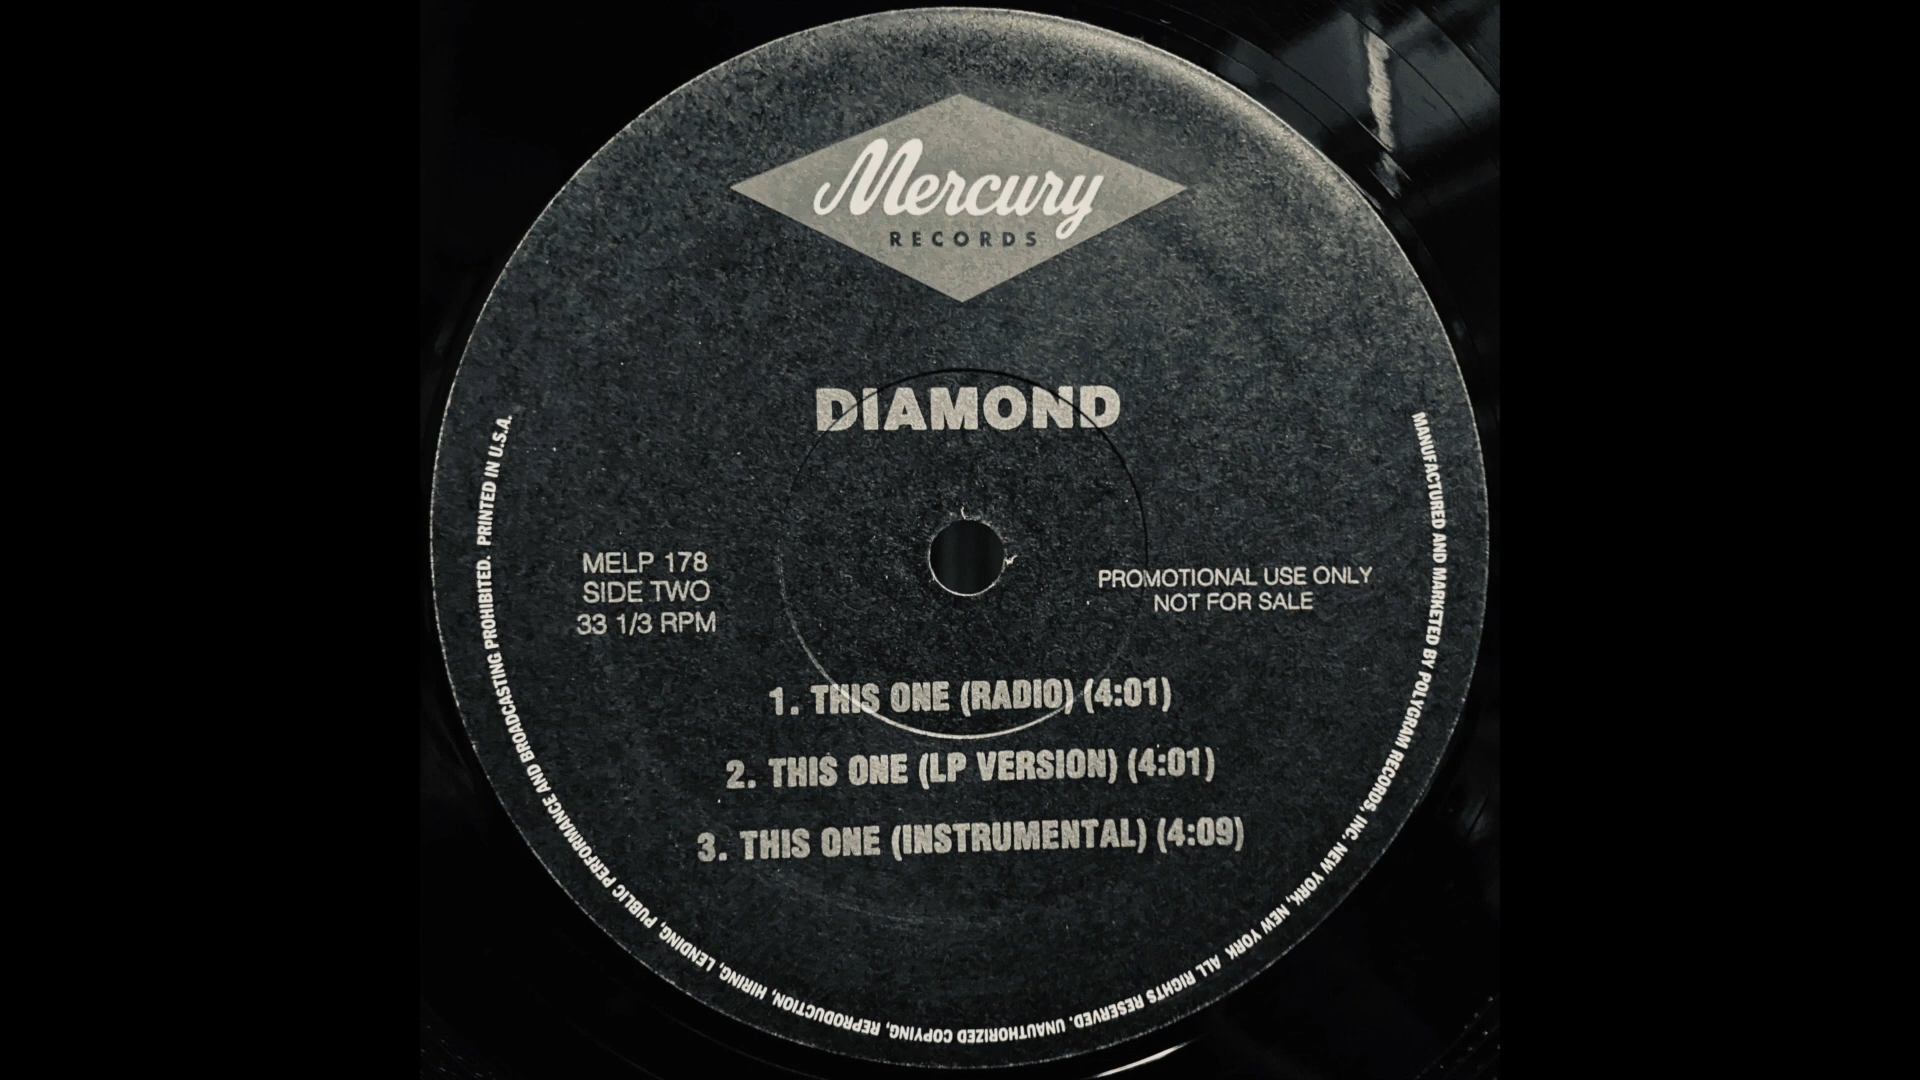 Mercury
RECORDS
DIAMOND
MELP 178
SIDE TWO
33 1/3 RPM
PROMOTIONAL USE ONLY
NOT FOR SALE
1. THIS ONE (RADIO) (4:01)
2. THIS ONE (LP VERSION) (4:01)
3. THIS ONE (INSTRUMENTAL) (4:09)
MANUFACTURED AND MARKETED BY POLYGRAM RECORDS, INC. NEW YORK, NEW YORK ALL RIGHTS RESERVED. UNAUTHORIZED COPYING, REPRODUCTION, HIRING, LENDING, PUBLIC PERFORMANCE AND BROADCASTING PROHIBITED. PRINTED IN U.S.A.